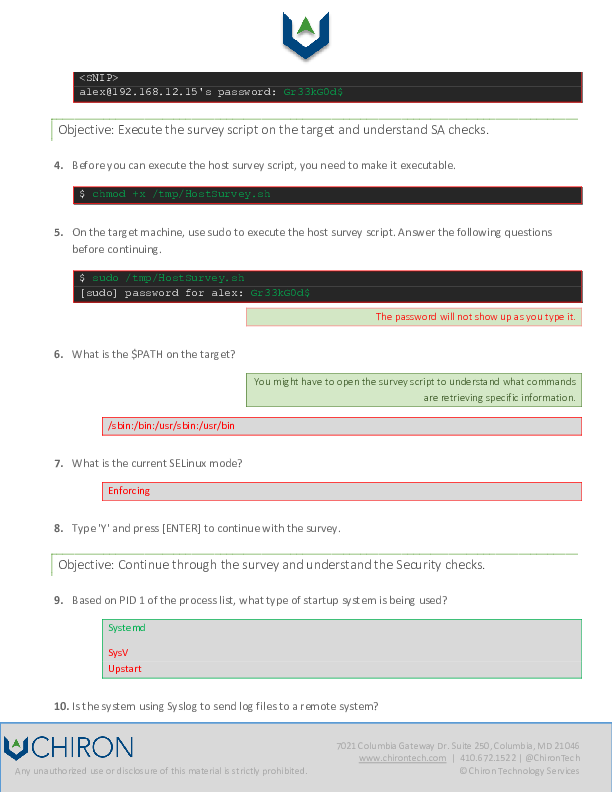 <SNIP>
alex@192.168.12.15's password: Gr33kG0d$
Objective: Execute the survey script on the target and understand SA checks.
4. Before you can execute the host survey script, you need to make it executable.
$ chmod +x /tmp/HostSurvey.sh
5. On the target machine, use sudo to execute the host survey script. Answer the following questions
before continuing.
$ sudo /tmp/HostSurvey.sh
[sudo] password for alex: Gr33kG0d$
The password will not show up as you type it.
6. What is the $PATH on the target?
You might have to open the survey script to understand what commands
are retrieving specific information.
/sbin:/bin:/usr/sbin:/usr/bin
7. What is the current SELinux mode?
Enforcing
8. Type 'Y' and press [ENTER] to continue with the survey.
Objective: Continue through the survey and understand the Security checks.
9. Based on PID 1 of the process list, what type of startup system is being used?
Systemd
SysV
Upstart
10. Is the system using Syslog to send log files to a remote system?
CHIRON
7021 Columbia Gateway Dr. Suite 250, Columbia, MD 21046
www.chirontech.com | 410.672.1522 | @ChironTech
Any unauthorized use or disclosure of this material is strictly prohibited.
© Chiron Technology Services